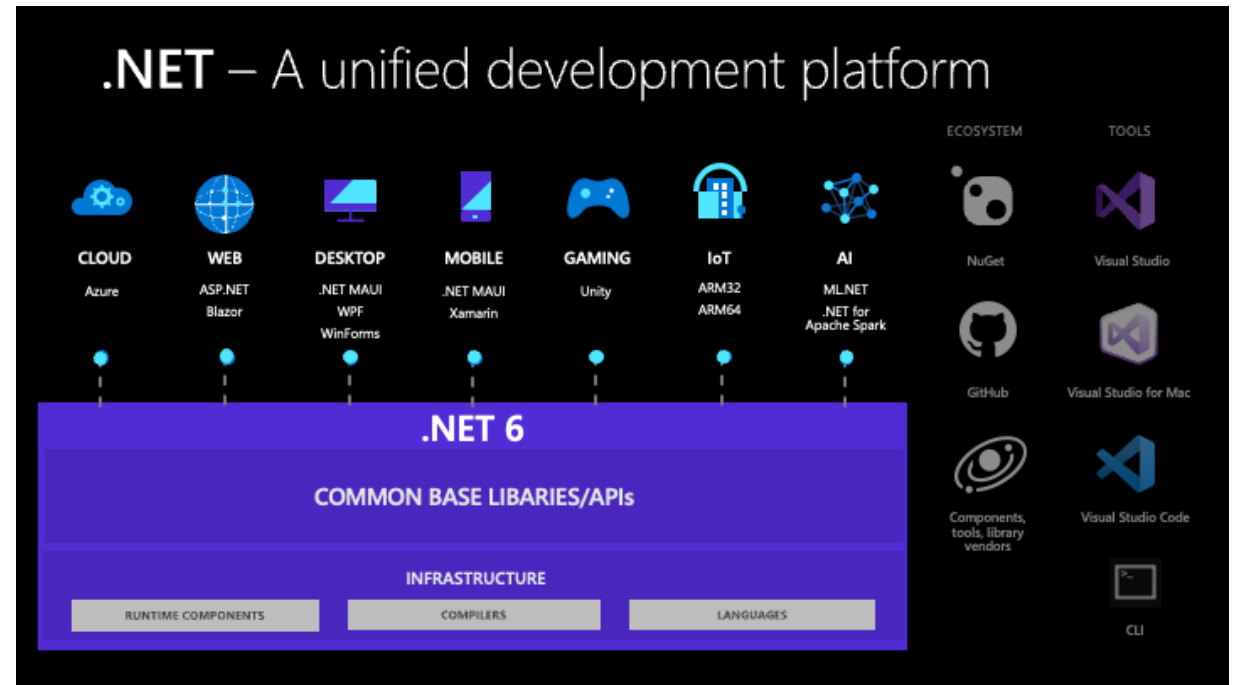 .NET – A unified development platform
ECOSYSTEM
TOOLS
CLOUD
Azure
WEB
ASP.NET
Blazor
DESKTOP
.NET MAUI
WPF
WinForms
MOBILE
.NET MAUI
Xamarin
GAMING
Unity
IoT
ARM32
ARM64
AI
ML.NET
.NET for
Apache Spark
NuGet
Visual Studio
GitHub
Visual Studio for Mac
Components,
tools, library
vendors
Visual Studio Code
>_
CLI
.NET 6
COMMON BASE LIBARIES/APIs
INFRASTRUCTURE
RUNTIME COMPONENTS
COMPILERS
LANGUAGES